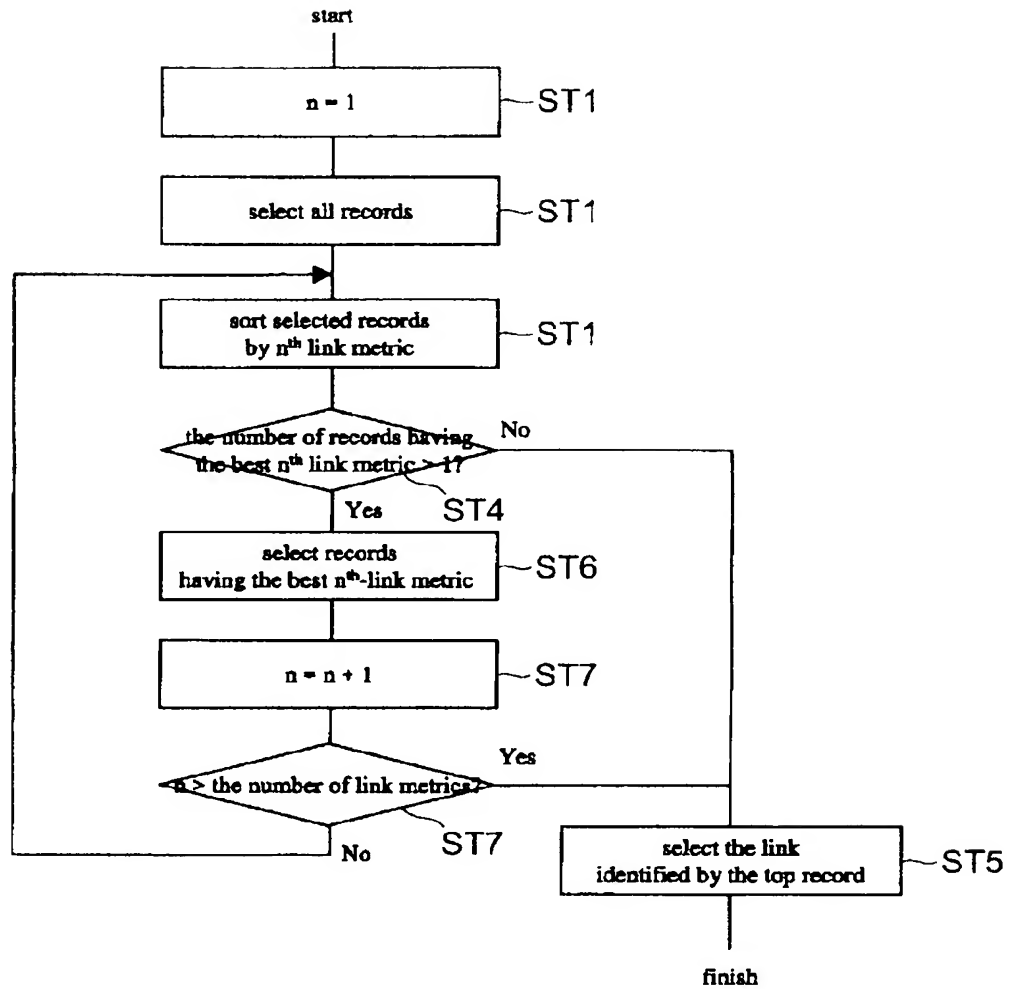 start
n = 1
ST1
select all records
ST1
sort selected records
by nth link metric
ST1
the number of records having
the best nth link metric > 1?
No
ST4
Yes
select records
having the best nth-link metric
ST6
n = n + 1
ST7
n > the number of link metrics?
Yes
ST7
No
select the link
identified by the top record
ST5
finish